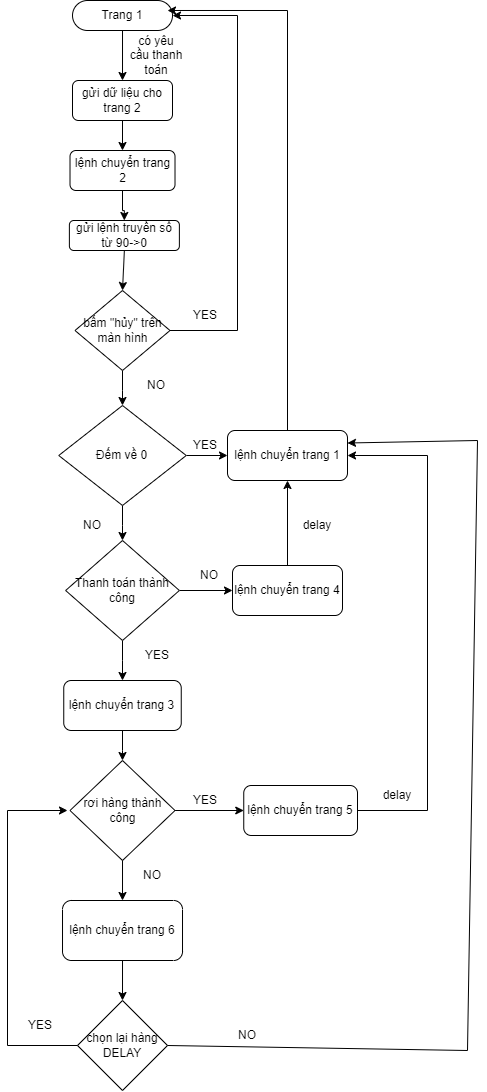 Trang 1
có yêu
cầu thanh
toán
gửi dữ liệu cho
trang 2
lệnh chuyển trang
2
gửi lệnh truyền số
từ 90->0
bấm "hủy" trên
màn hình
YES
NO
Đếm về 0
YES
lệnh chuyển trang 1
NO
delay
Thanh toán thành
công
NO
lệnh chuyển trang 4
YES
lệnh chuyển trang 3
rơi hàng thành
công
YES
lệnh chuyển trang 5
delay
NO
lệnh chuyển trang 6
YES
chọn lại hàng
DELAY
NO